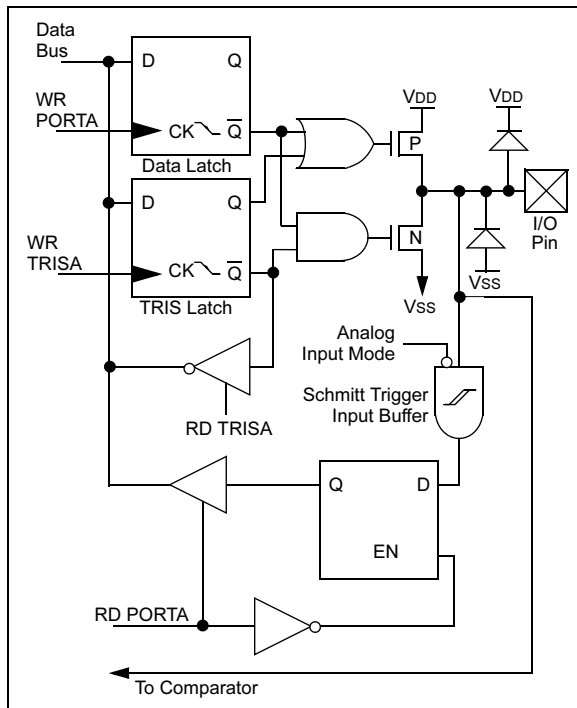 Data
Bus
D Q
WR
PORTA
CK Q
Data Latch
VDD
P
VDD
D Q
WR
TRISA
CK Q
TRIS Latch
N
VSS
VSS
I/O
Pin
Analog
Input Mode
Schmitt Trigger
Input Buffer
RD TRISA
Q D
EN
RD PORTA
To Comparator